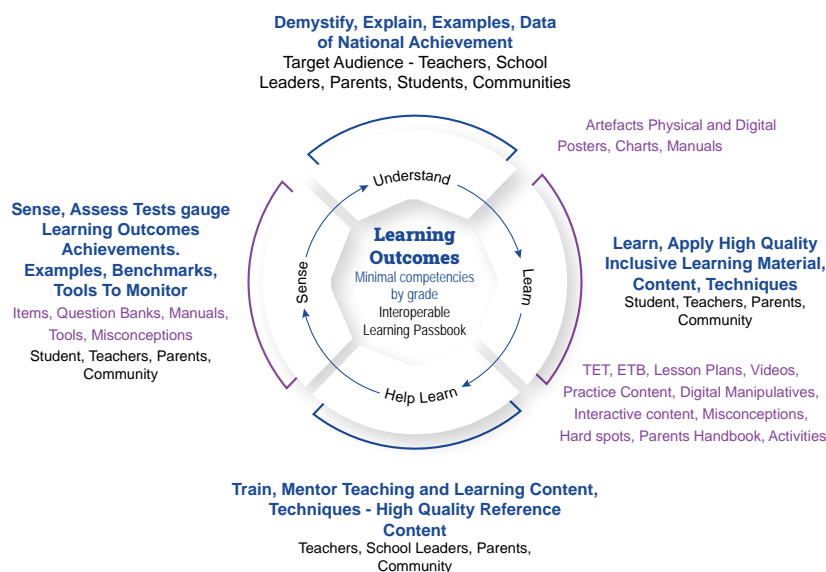 Demystify, Explain, Examples, Data
of National Achievement
Target Audience - Teachers, School
Leaders, Parents, Students, Communities
Artefacts Physical and Digital
Posters, Charts, Manuals
Understand
Sense, Assess Tests gauge
Learning Outcomes
Achievements.
Examples, Benchmarks,
Tools To Monitor
Items, Question Banks, Manuals,
Tools, Misconceptions
Student, Teachers, Parents,
Community
Sense
Learning
Outcomes
Minimal competencies
by grade
Interoperable
Learning Passbook
Learn
Learn, Apply High Quality
Inclusive Learning Material,
Content, Techniques
Student, Teachers, Parents,
Community
Help Learn
TET, ETB, Lesson Plans, Videos,
Practice Content, Digital Manipulatives,
Interactive content, Misconceptions,
Hard spots, Parents Handbook, Activities
Train, Mentor Teaching and Learning Content,
Techniques - High Quality Reference
Content
Teachers, School Leaders, Parents,
Community